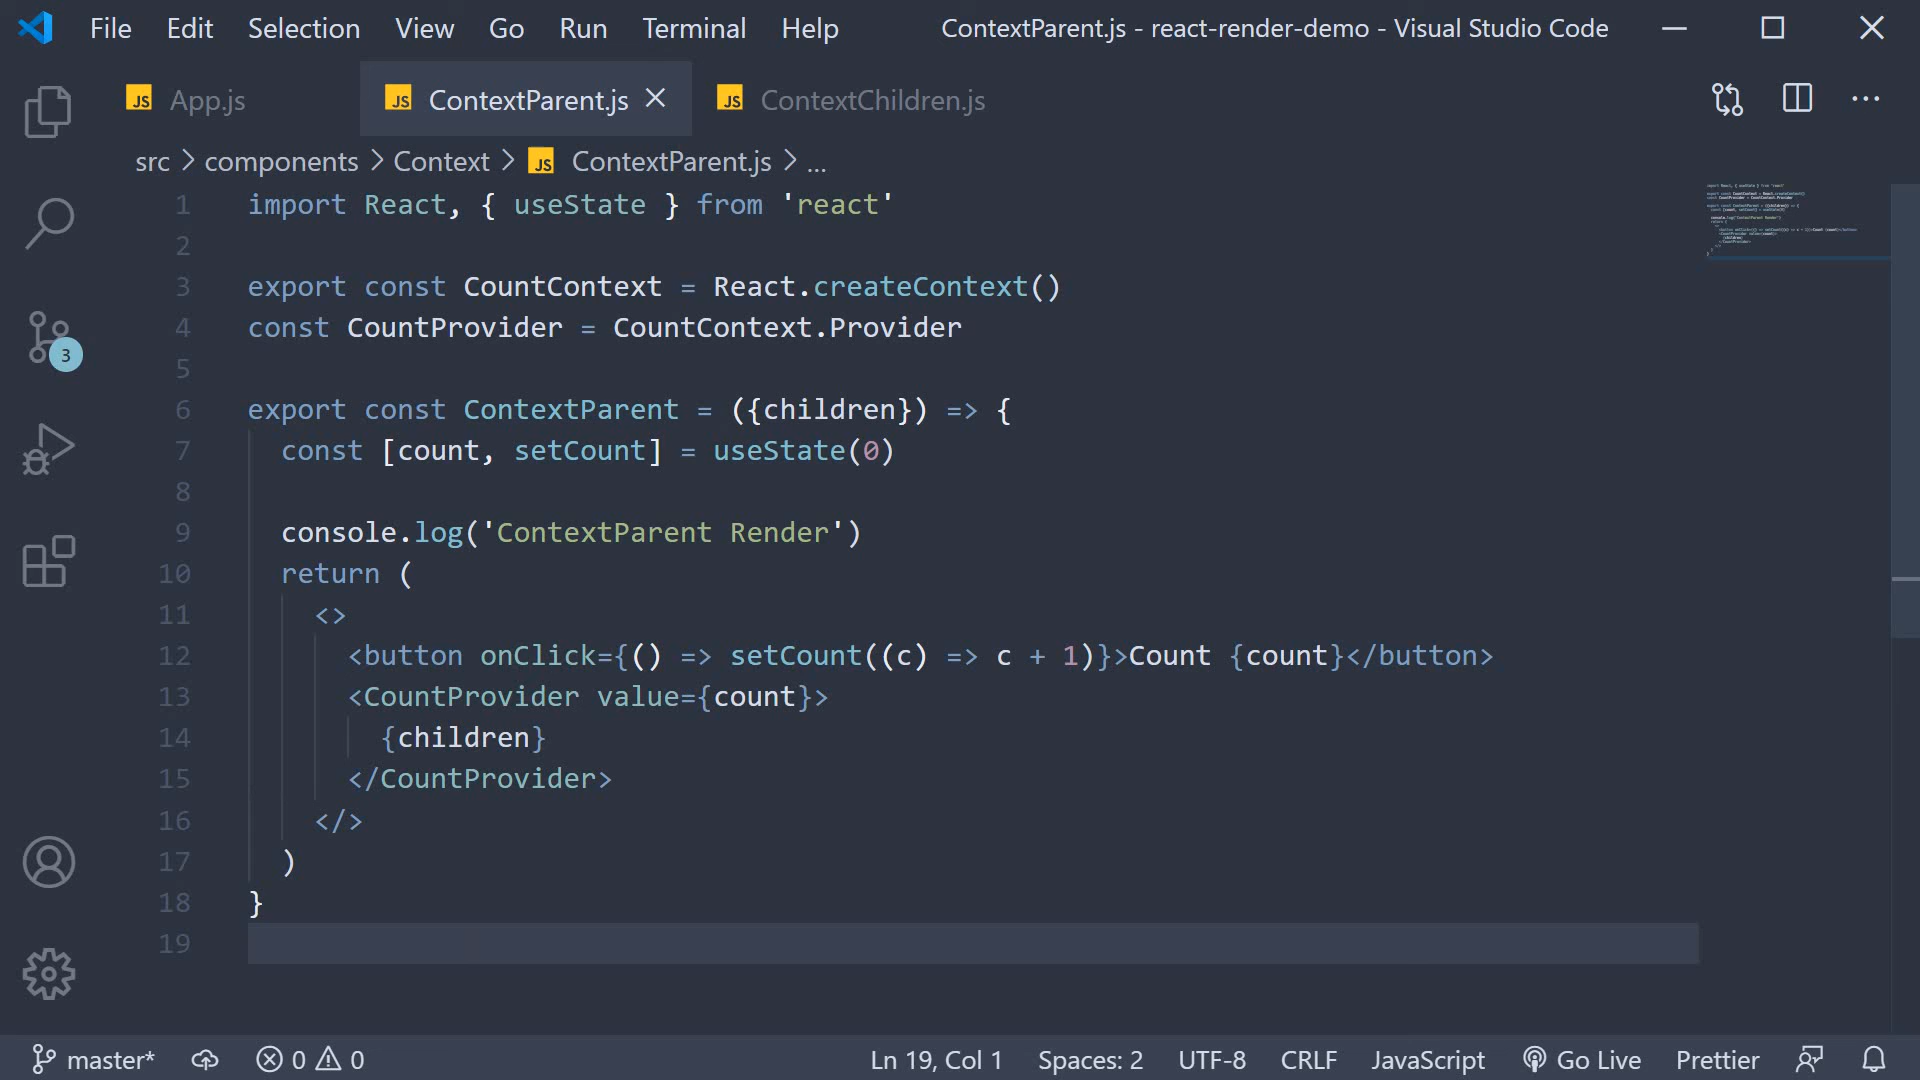 File Edit Selection View Go Run Terminal Help ContextParent.js - react-render-demo - Visual Studio Code
JS App.js JS ContextParent.js JS ContextChildren.js
src > components > Context > JS ContextParent.js > ...
1 import React, { useState } from 'react'
2
3 export const CountContext = React.createContext()
4 const CountProvider = CountContext.Provider
5
6 export const ContextParent = ({children}) => {
7 const [count, setCount] = useState(0)
8
9 console.log('ContextParent Render')
10 return (
11 <>
12 <button onClick={() => setCount((c) => c + 1)}>Count {count}</button>
13 <CountProvider value={count}>
14 {children}
15 </CountProvider>
16 </>
17 )
18 }
19
3
master* 0 0 Ln 19, Col 1 Spaces: 2 UTF-8 CRLF JavaScript Go Live Prettier